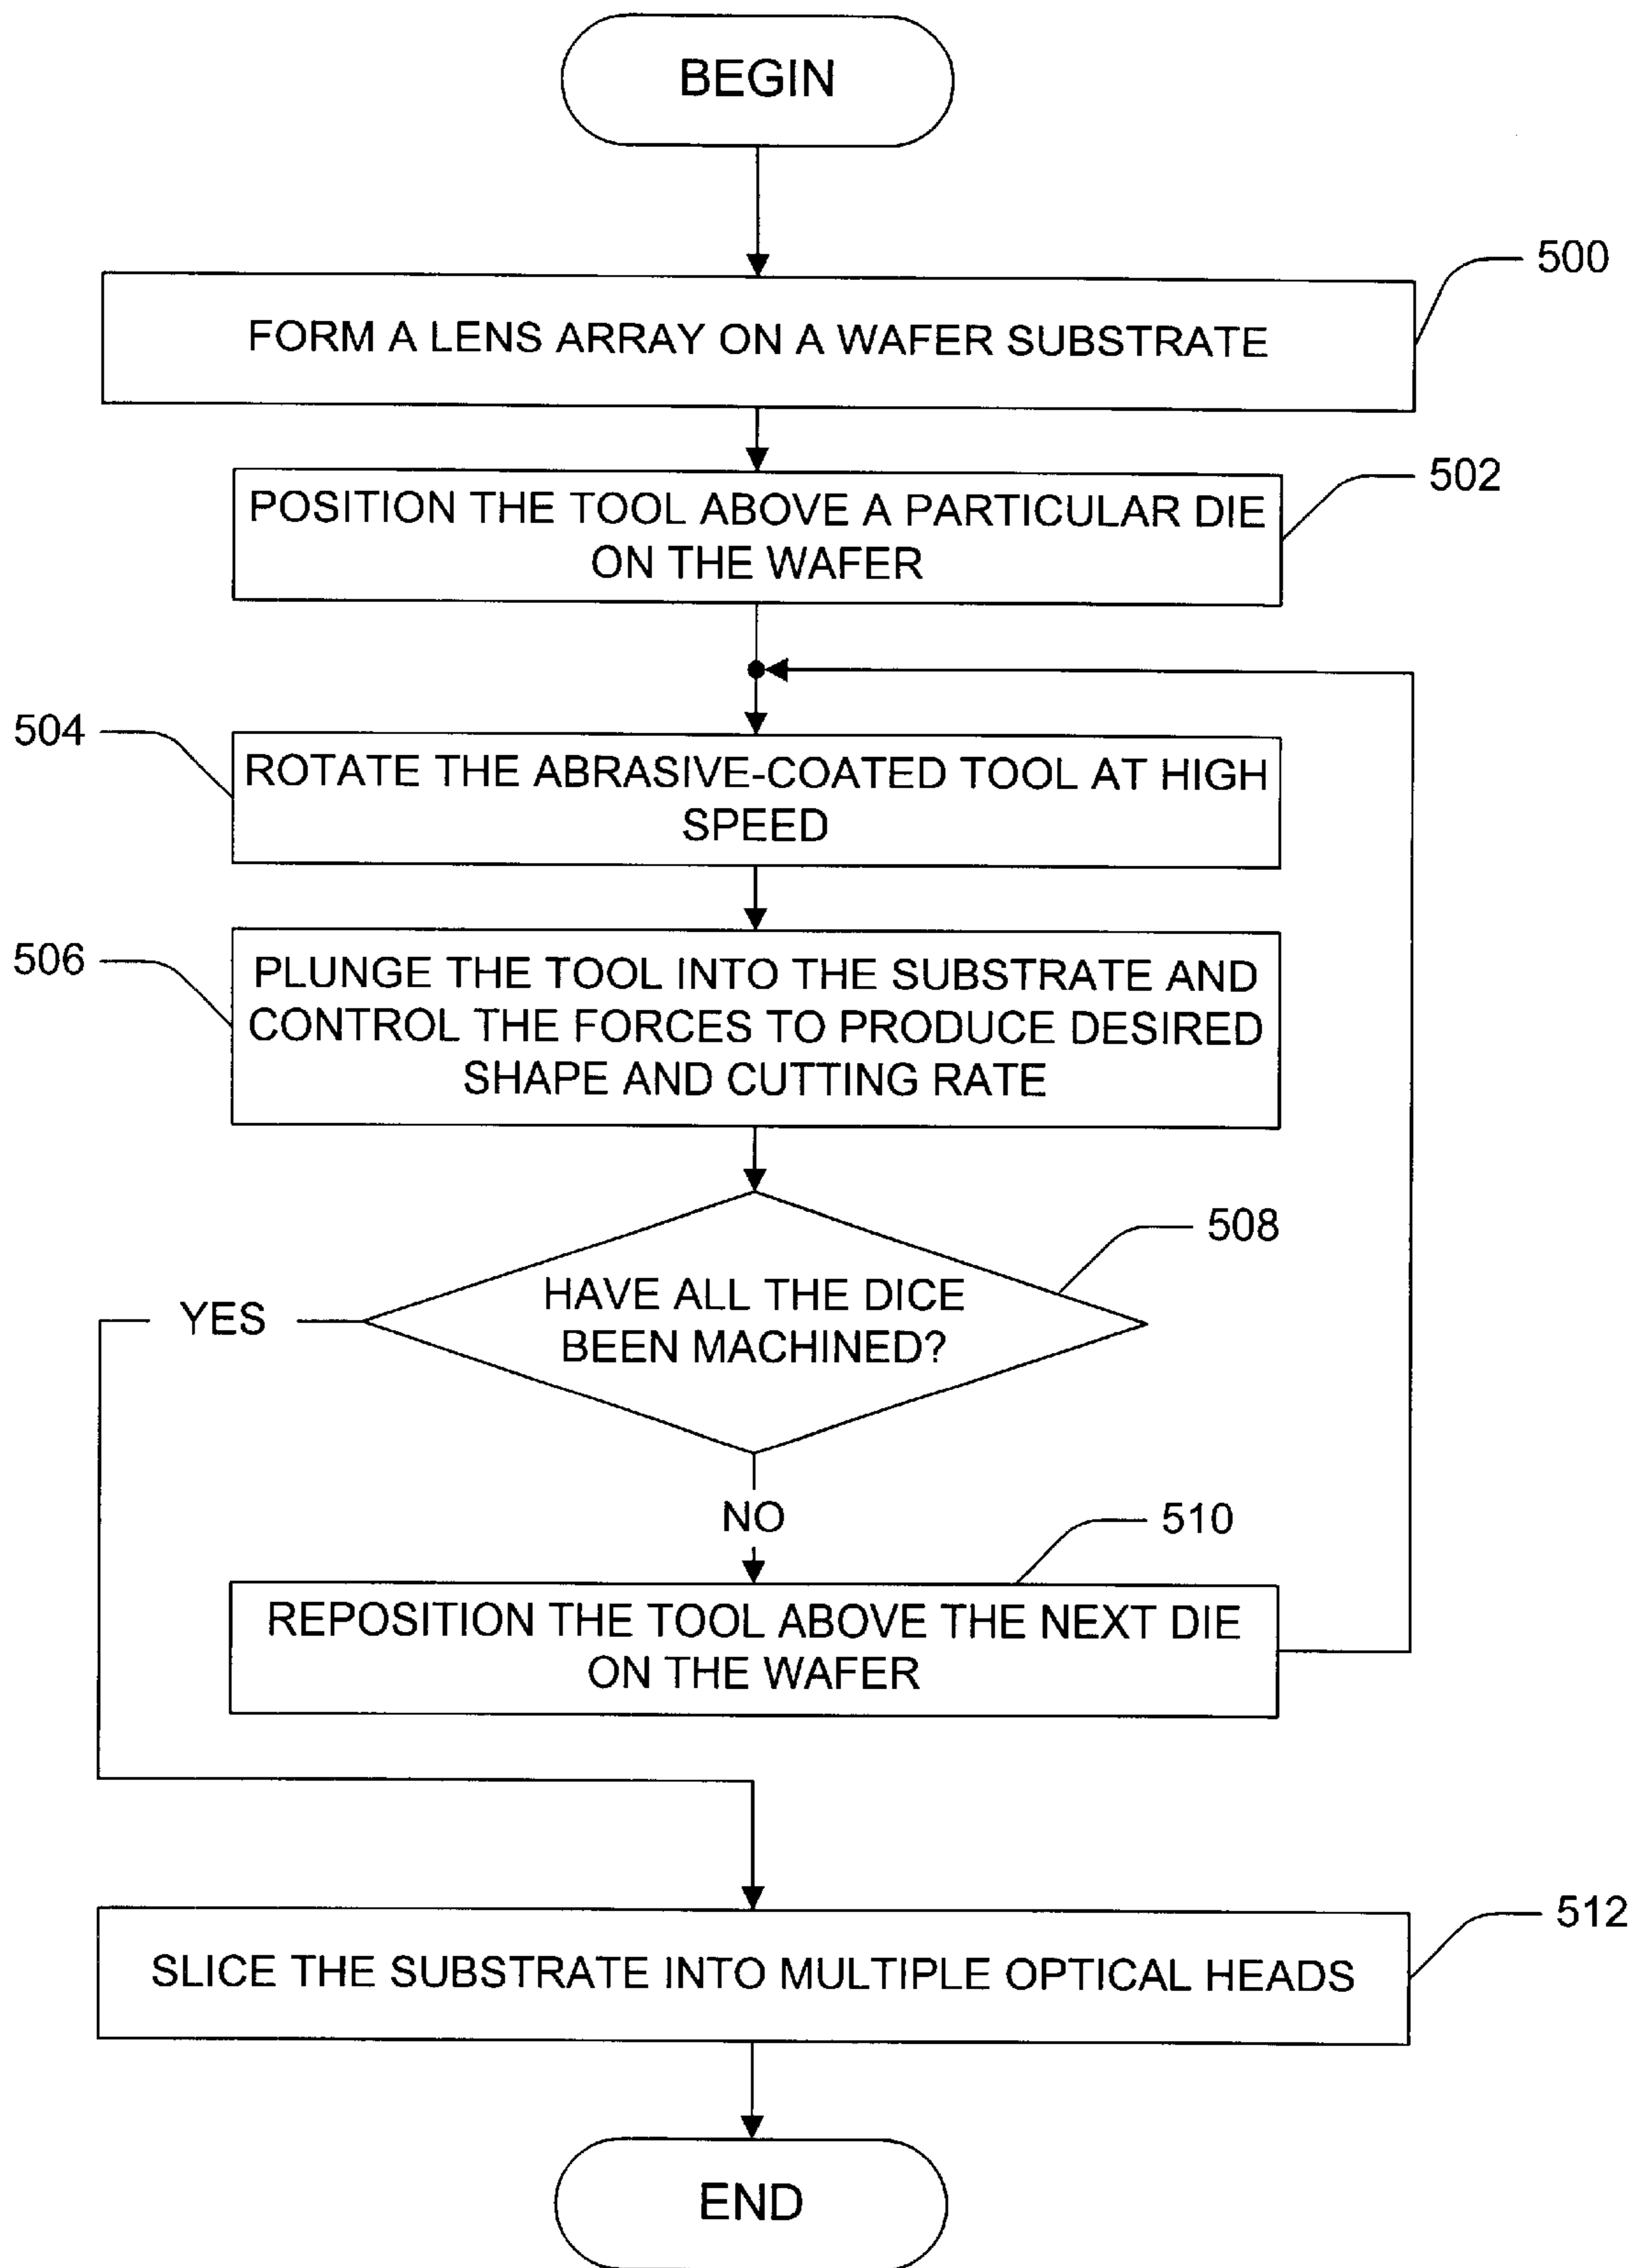 BEGIN
500
FORM A LENS ARRAY ON A WAFER SUBSTRATE
502
POSITION THE TOOL ABOVE A PARTICULAR DIE
ON THE WAFER
504
ROTATE THE ABRASIVE-COATED TOOL AT HIGH
SPEED
506
PLUNGE THE TOOL INTO THE SUBSTRATE AND
CONTROL THE FORCES TO PRODUCE DESIRED
SHAPE AND CUTTING RATE
508
HAVE ALL THE DICE
BEEN MACHINED?
YES
NO
510
REPOSITION THE TOOL ABOVE THE NEXT DIE
ON THE WAFER
512
SLICE THE SUBSTRATE INTO MULTIPLE OPTICAL HEADS
END